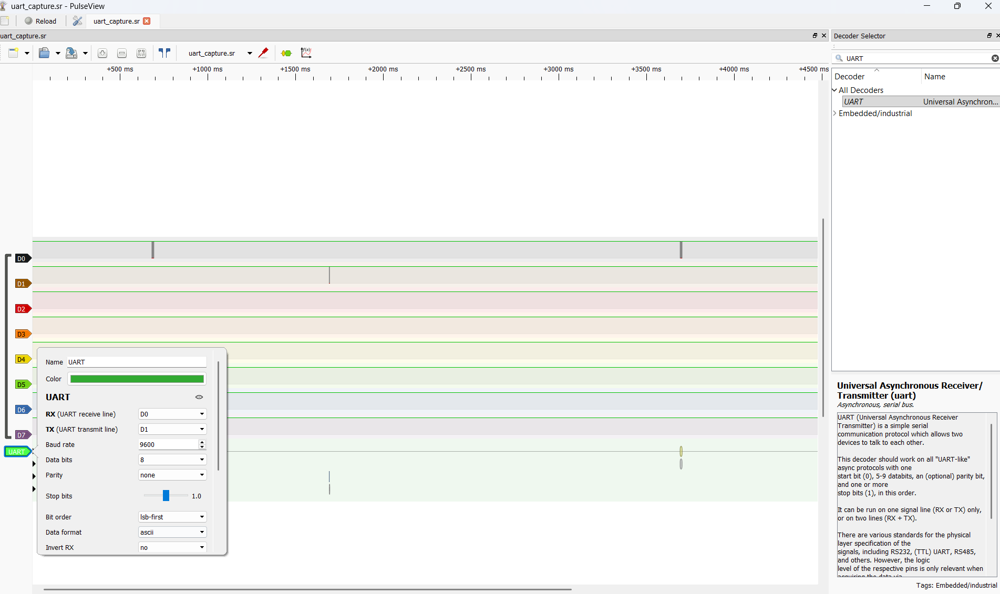 uart_capture.sr - PulseView
Reload
uart_capture.sr
uart_capture.sr
Decoder Selector
uart_capture.sr
UART
+500 ms +1000 ms +1500 ms +2000 ms +2500 ms +3000 ms +3500 ms +4000 ms +4500 ms
Decoder Name
All Decoders
UART Universal Asynchron...
Embedded/industrial
D0
D1
D2
D3
D4
D5
D6
D7
UART
Name UART
Color
UART
RX (UART receive line) D0
TX (UART transmit line) D1
Baud rate 9600
Data bits 8
Parity none
Stop bits 1.0
Bit order lsb-first
Data format ascii
Invert RX no
Universal Asynchronous Receiver/
Transmitter (uart)
Asynchronous, serial bus.
UART (Universal Asynchronous Receiver
Transmitter) is a simple serial
communication protocol which allows two
devices to talk to each other.
This decoder should work on all "UART-like"
async protocols with one
start bit (0), 5-9 databits, an (optional) parity bit,
and one or more
stop bits (1), in this order.
It can be run on one signal line (RX or TX) only,
or on two lines (RX + TX).
There are various standards for the physical
layer specification of the
signals, including RS232, (TTL) UART, RS485,
and others. However, the logic
level of the respective pins is only relevant when
acquiring the data via
Tags: Embedded/industrial